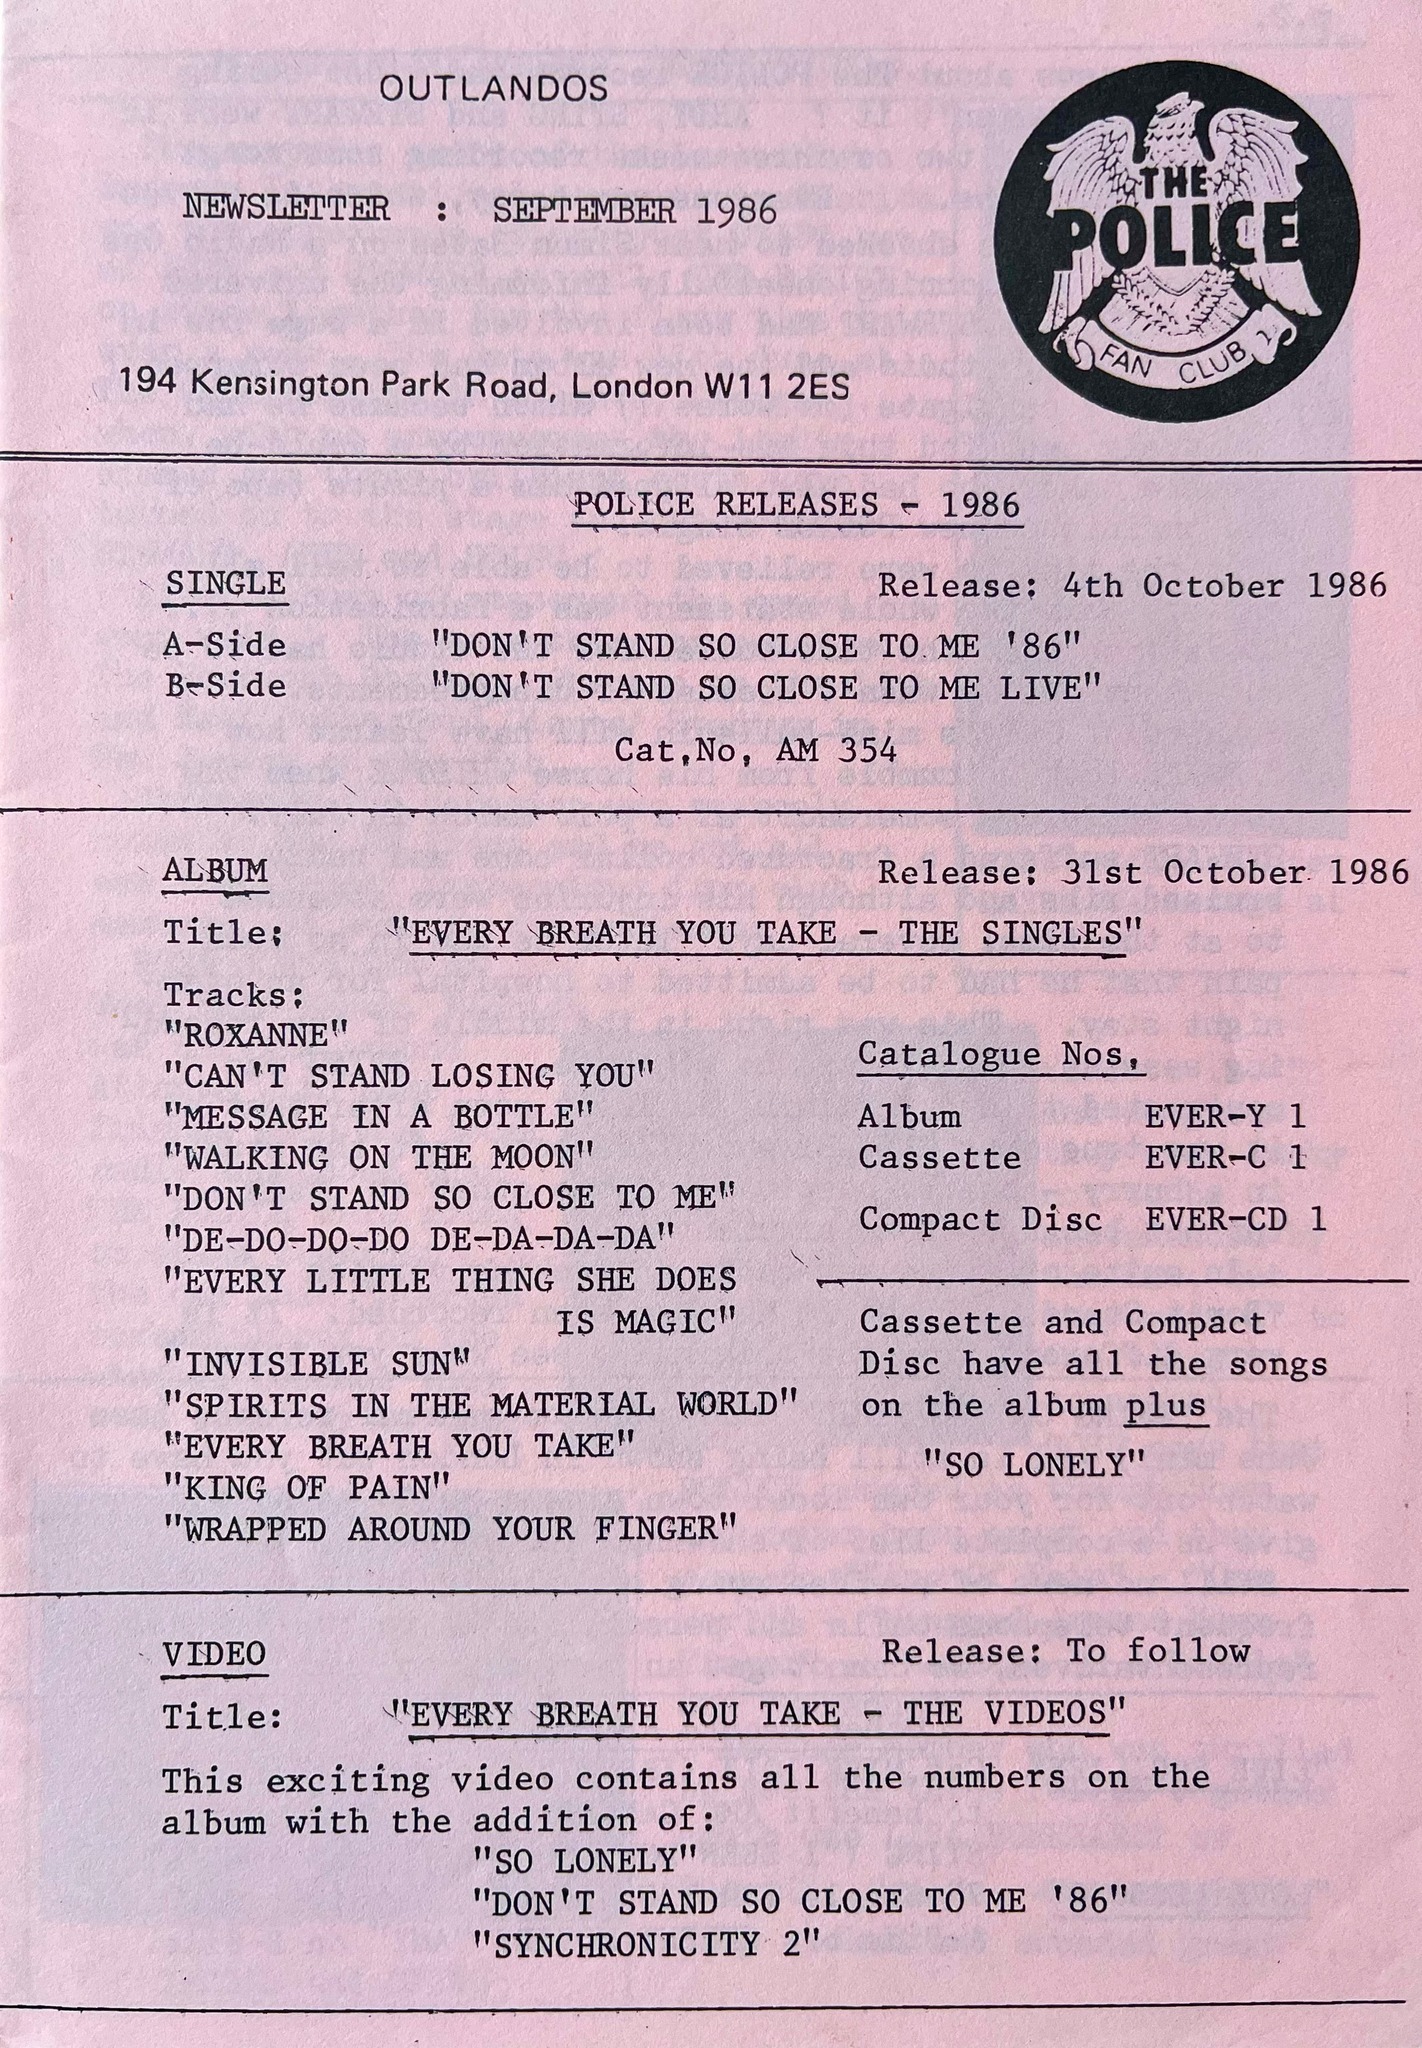 OUTLANDOS
NEWSLETTER : SEPTEMBER 1986
THE
POLICE
FAN CLUB
194 Kensington Park Road, London W11 2ES
POLICE RELEASES - 1986
SINGLE Release: 4th October 1986
A-Side "DON'T STAND SO CLOSE TO ME '86"
B-Side "DON'T STAND SO CLOSE TO ME LIVE"
Cat.No. AM 354
ALBUM Release: 31st October 1986
Title: "EVERY BREATH YOU TAKE - THE SINGLES"
Tracks:
"ROXANNE"
"CAN'T STAND LOSING YOU"
"MESSAGE IN A BOTTLE"
"WALKING ON THE MOON"
"DON'T STAND SO CLOSE TO ME"
"DE-DO-DO-DO DE-DA-DA-DA"
"EVERY LITTLE THING SHE DOES
IS MAGIC"
"INVISIBLE SUN"
"SPIRITS IN THE MATERIAL WORLD"
"EVERY BREATH YOU TAKE"
"KING OF PAIN"
"WRAPPED AROUND YOUR FINGER"
Catalogue Nos.
Album EVER-Y 1
Cassette EVER-C 1
Compact Disc EVER-CD 1
Cassette and Compact
Disc have all the songs
on the album plus
"SO LONELY"
VIDEO Release: To follow
Title: "EVERY BREATH YOU TAKE - THE VIDEOS"
This exciting video contains all the numbers on the
album with the addition of:
"SO LONELY"
"DON'T STAND SO CLOSE TO ME '86"
"SYNCHRONICITY 2"